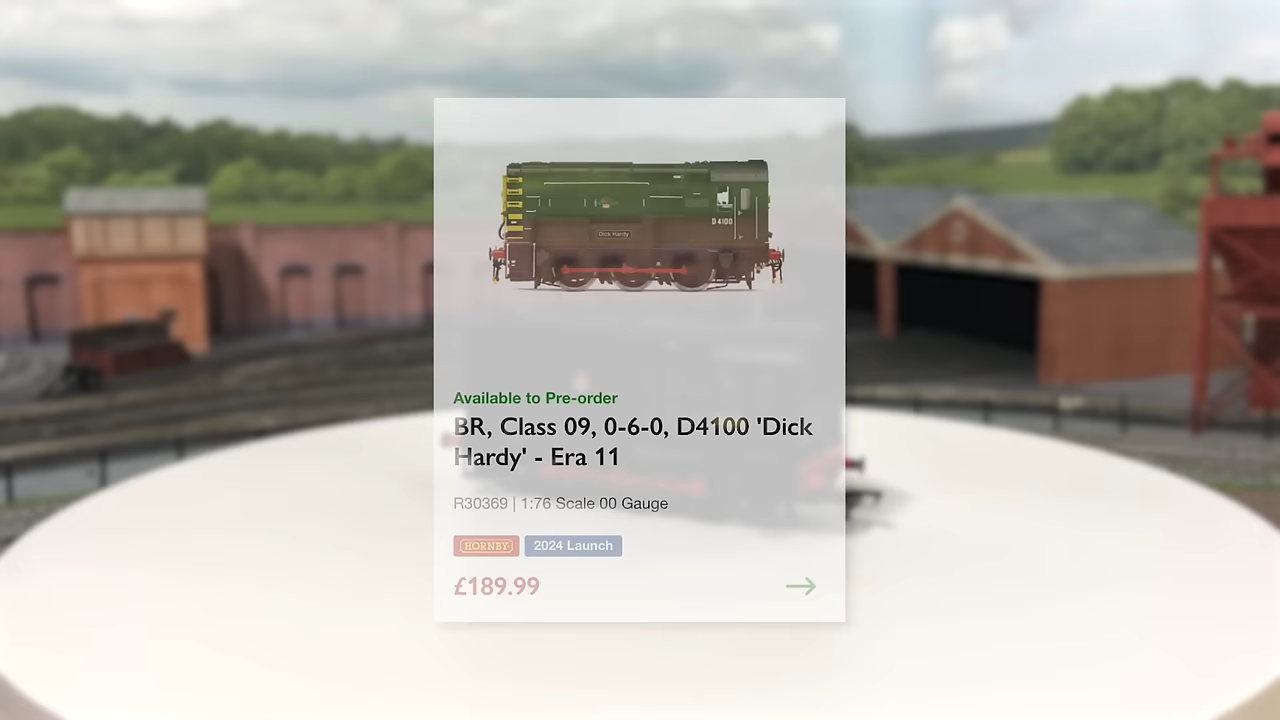 D4100
Dick Hardy
Available to Pre-order
BR, Class 09, 0-6-0, D4100 'Dick
Hardy' - Era 11
R30369 | 1:76 Scale 00 Gauge
HORNBY 2024 Launch
£189.99